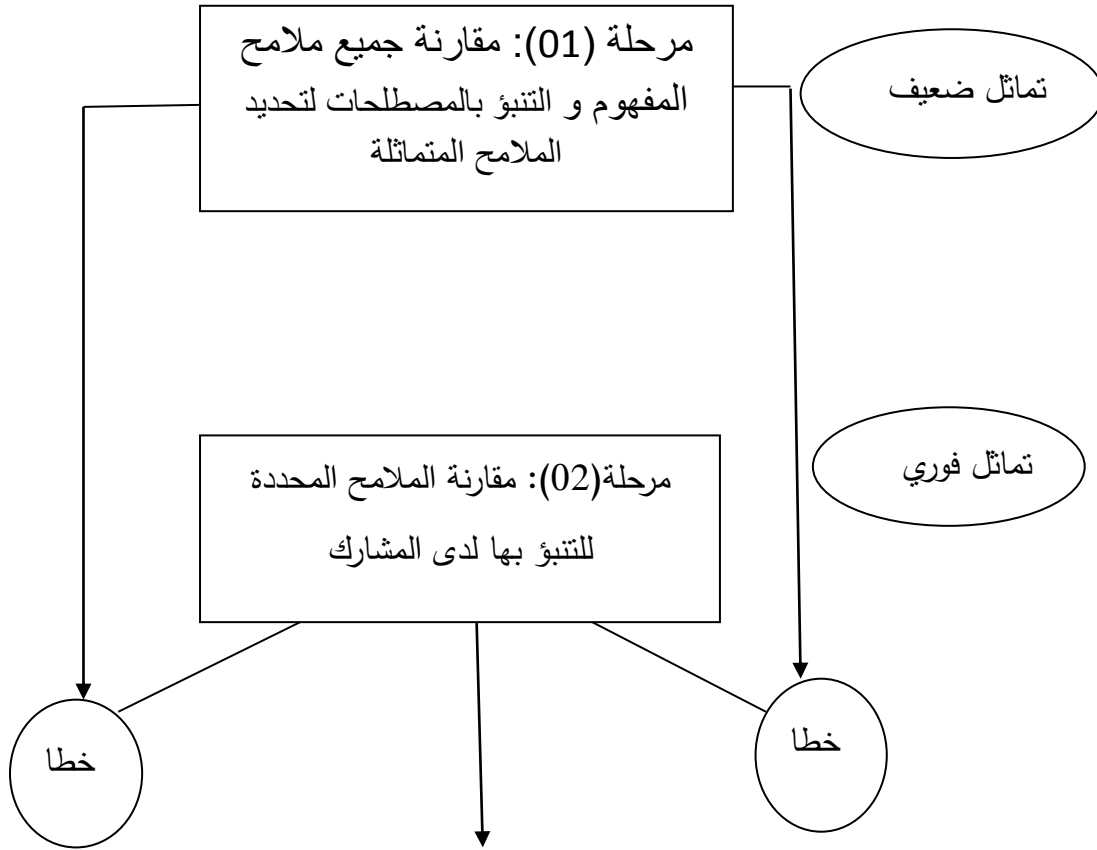 مرحلة (01): مقارنة جميع ملامح
المفهوم و التنبؤ بالمصطلحات لتحديد
الملامح المتماثلة
تماثل ضعيف
مرحلة(02): مقارنة الملامح المحددة
للتنبؤ بها لدى المشارك
تماثل فوري
خطا
خطا